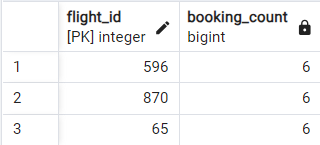 flight_id booking_count
[PK] integer bigint
1 596 6
2 870 6
3 65 6